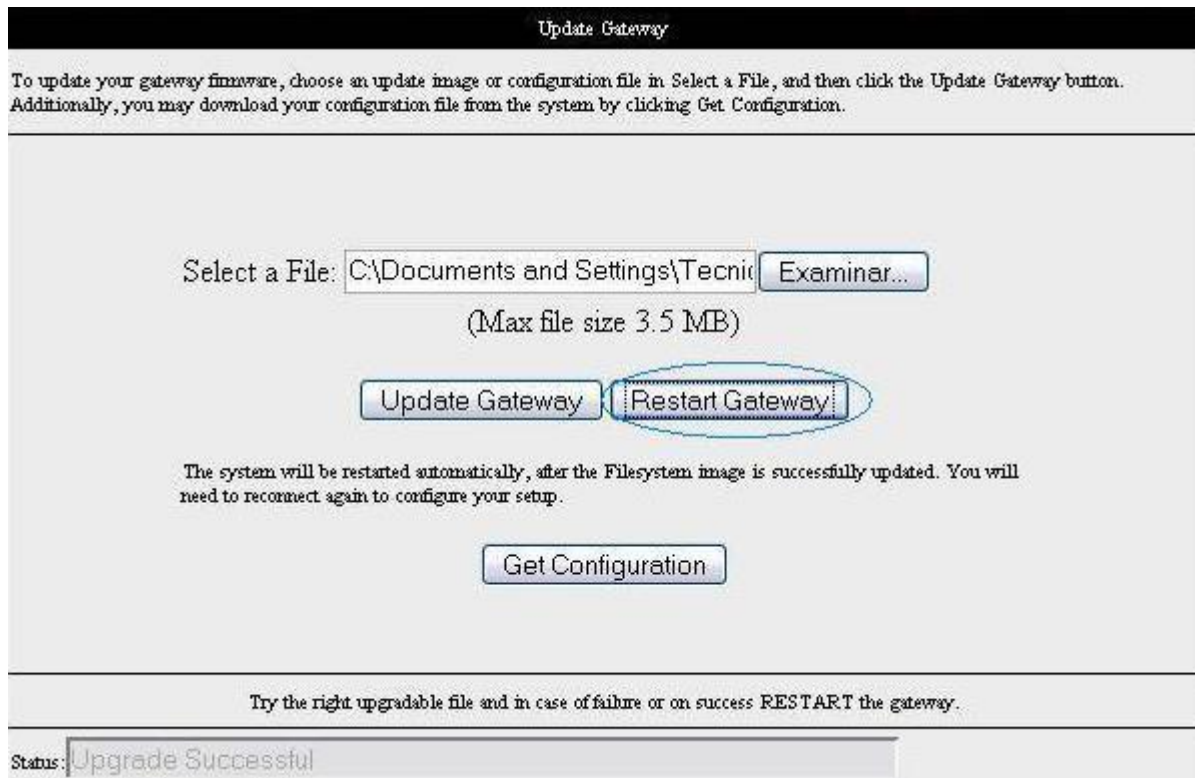 Update Gateway
To update your gateway firmware, choose an update image or configuration file in Select a File, and then click the Update Gateway button.
Additionally, you may download your configuration file from the system by clicking Get Configuration.
Select a File: C:\Documents and Settings\Tecnic Examinar...
(Max file size 3.5 MB)
Update Gateway Restart Gateway
The system will be restarted automatically, after the Filesystem image is successfully updated. You will
need to reconnect again to configure your setup.
Get Configuration
Try the right upgradable file and in case of failure or on success RESTART the gateway.
Status: Upgrade Successful